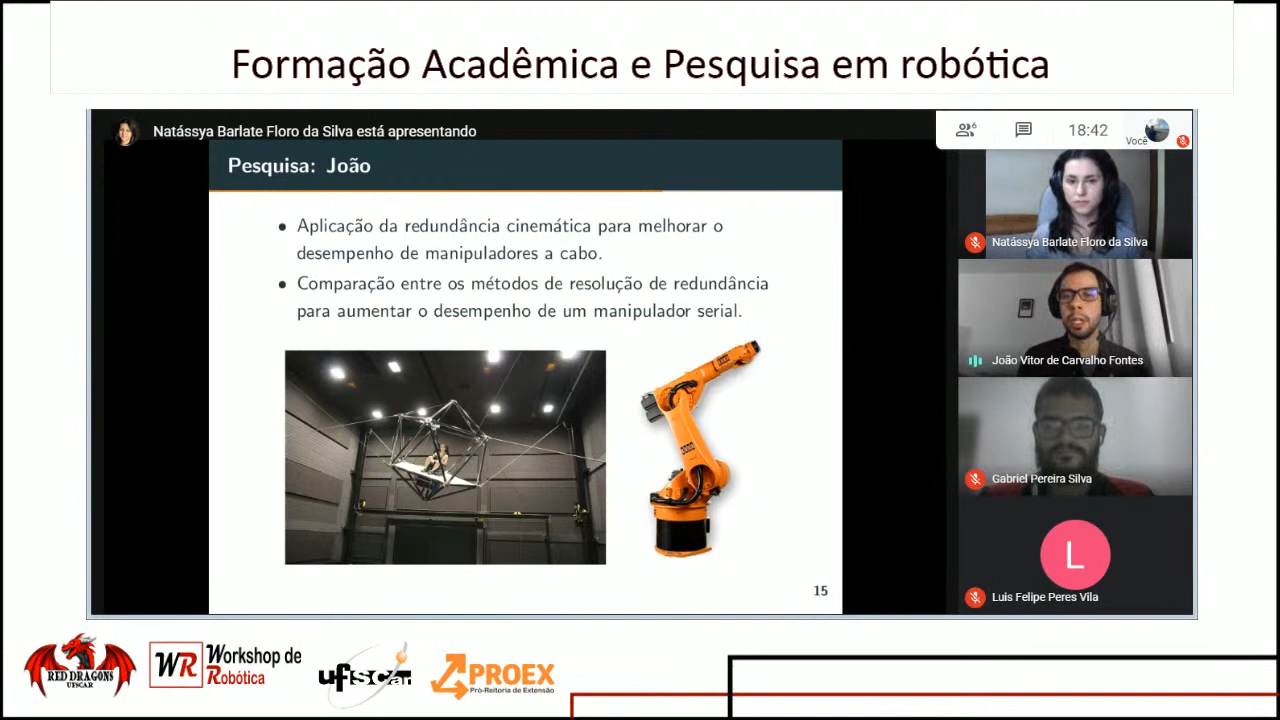 Formação Acadêmica e Pesquisa em robótica
Natássya Barlate Floro da Silva está apresentando
6
18:42
Você
Pesquisa: João
• Aplicação da redundância cinemática para melhorar o
desempenho de manipuladores a cabo.
• Comparação entre os métodos de resolução de redundância
para aumentar o desempenho de um manipulador serial.
15
Natássya Barlate Floro da Silva
João Vitor de Carvalho Fontes
Gabriel Pereira Silva
L
Luis Felipe Peres Vila
RED DRAGONS
UFSCAR
WR Workshop de
Robótica
ufscar
PROEX
Pró-Reitoria de Extensão